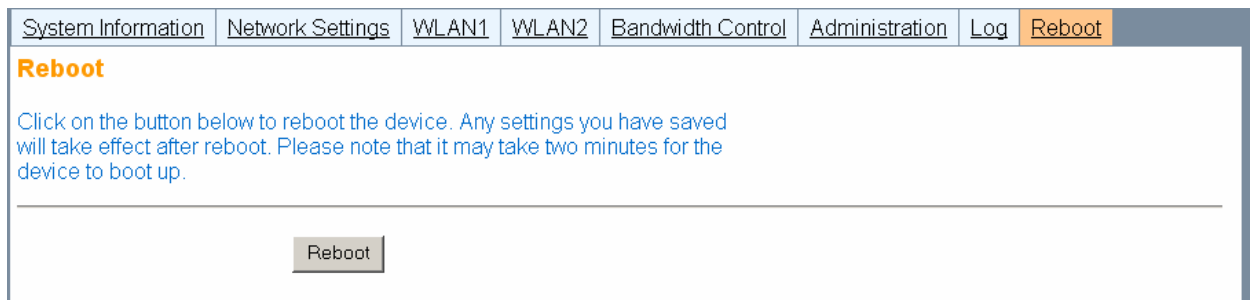 System Information Network Settings WLAN1 WLAN2 Bandwidth Control Administration Log Reboot
Reboot
Click on the button below to reboot the device. Any settings you have saved
will take effect after reboot. Please note that it may take two minutes for the
device to boot up.
Reboot